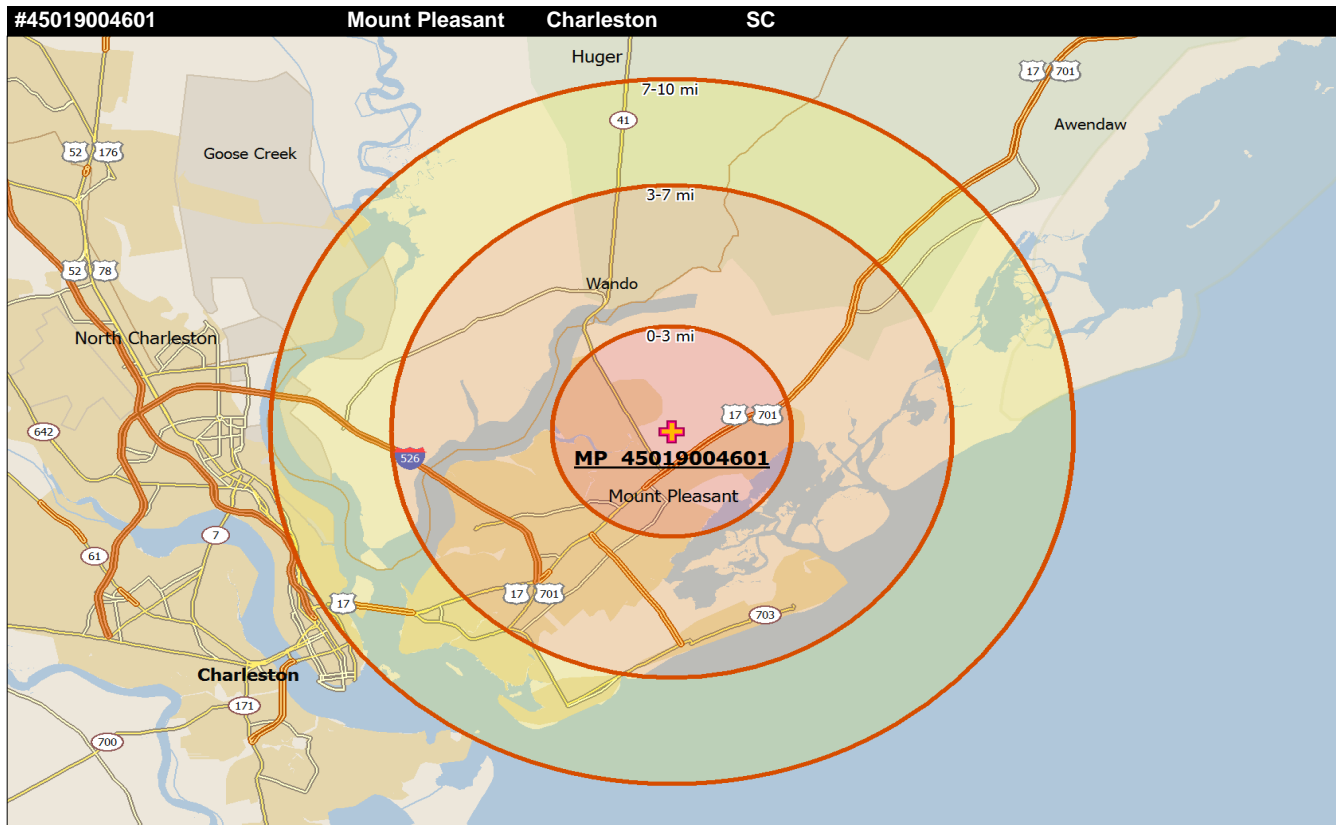 #45019004601 Mount Pleasant Charleston SC
Huger
17 701
7-10 mi
41
Awendaw
52 176
Goose Creek
3-7 mi
52 78
Wando
North Charleston
0-3 mi
17 701
642
526
MP 45019004601
Mount Pleasant
7
61
17 701
17
703
Charleston
171
700